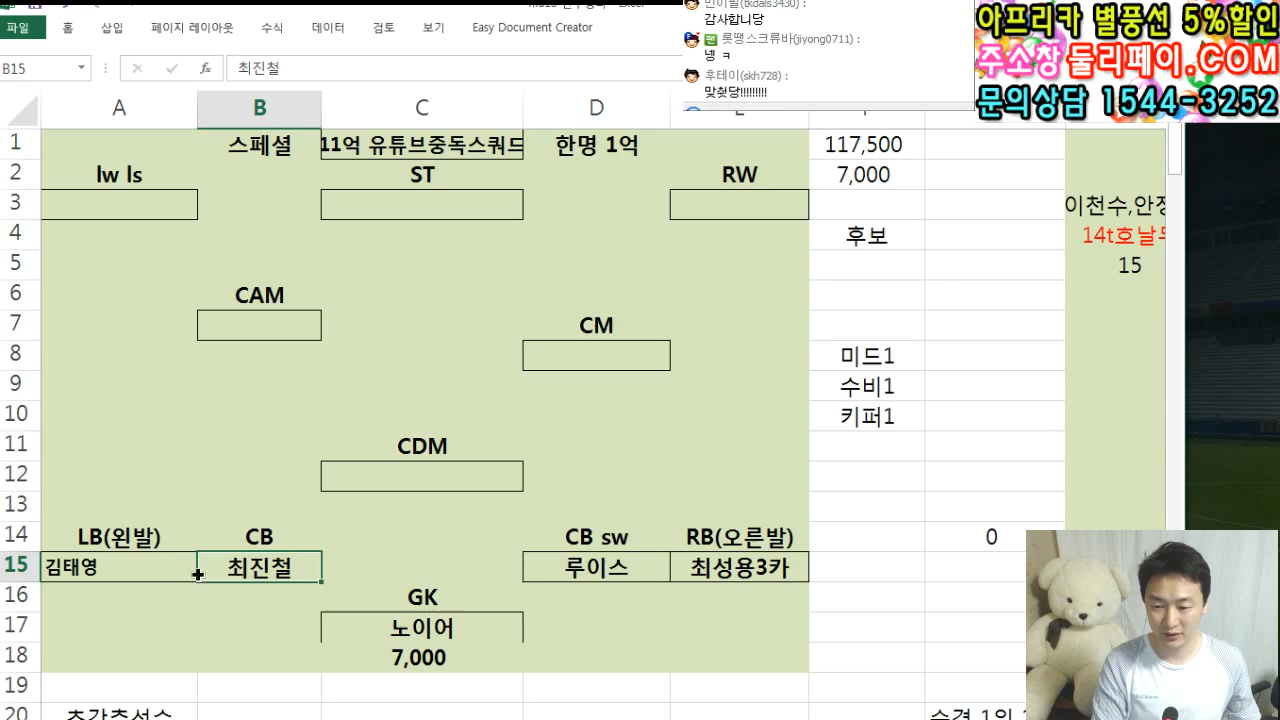 감사합니당
롯땡스크류바(jiyong0711) :
넹 ㅋ
후테이(skh728) :
맞췃당!!!!!!!!!
아프리카 별풍선 5%할인
주소창 둘리페이.COM
문의상담 1544-3252
파일 홈 삽입 페이지 레이아웃 수식 데이터 검토 보기 Easy Document Creator
B15 fx 최진철
A B C D
1 스페셜 11억 유튜브중독스쿼드 한명 1억 117,500
2 lw ls ST RW 7,000
3 이천수,안정
4 후보 14t호날두
5 15
6 CAM
7 CM
8 미드1
9 수비1
10 키퍼1
11 CDM
12
13
14 LB(왼발) CB CB sw RB(오른발) 0
15 김태영 최진철 루이스 최성용3카
16 GK
17 노이어
18 7,000
19
20